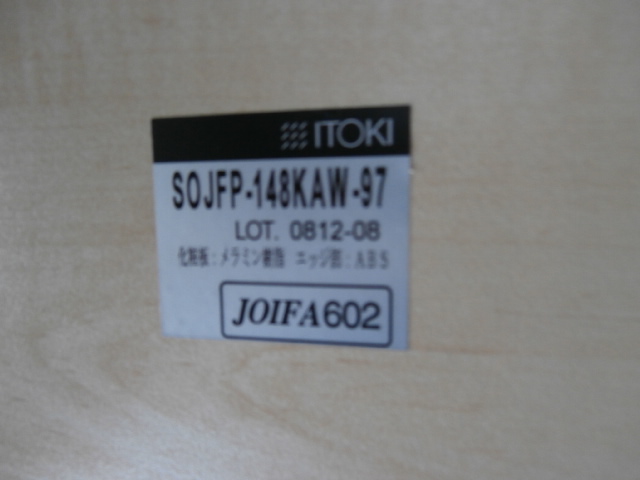 ITOKI
SOJFP-148KAW-97
LOT. 0812-08
化粧板:メラミン樹脂 エッジ部:ABS
JOIFA602